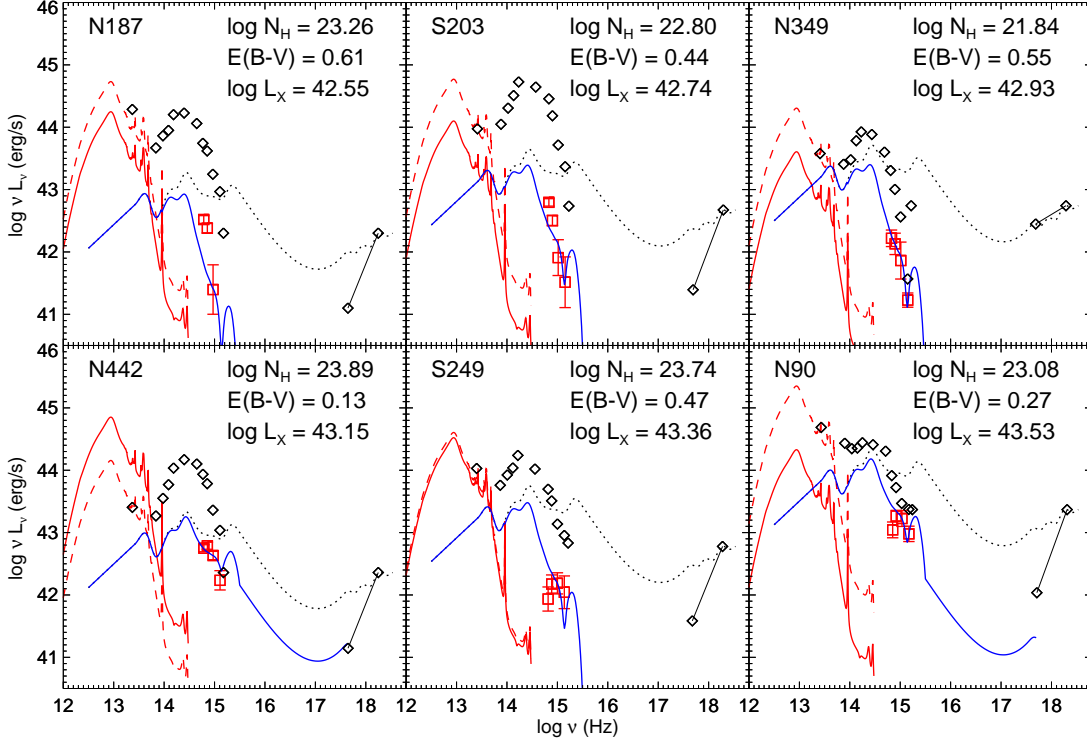 N187
log N_H = 23.26
E(B-V) = 0.61
log L_X = 42.55
S203
log N_H = 22.80
E(B-V) = 0.44
log L_X = 42.74
N349
log N_H = 21.84
E(B-V) = 0.55
log L_X = 42.93
46
45
44
43
42
41
log ν L_ν (erg/s)
N442
log N_H = 23.89
E(B-V) = 0.13
log L_X = 43.15
S249
log N_H = 23.74
E(B-V) = 0.47
log L_X = 43.36
N90
log N_H = 23.08
E(B-V) = 0.27
log L_X = 43.53
46
45
44
43
42
41
log ν L_ν (erg/s)
12 13 14 15 16 17 18 12 13 14 15 16 17 18 12 13 14 15 16 17 18
log ν (Hz)